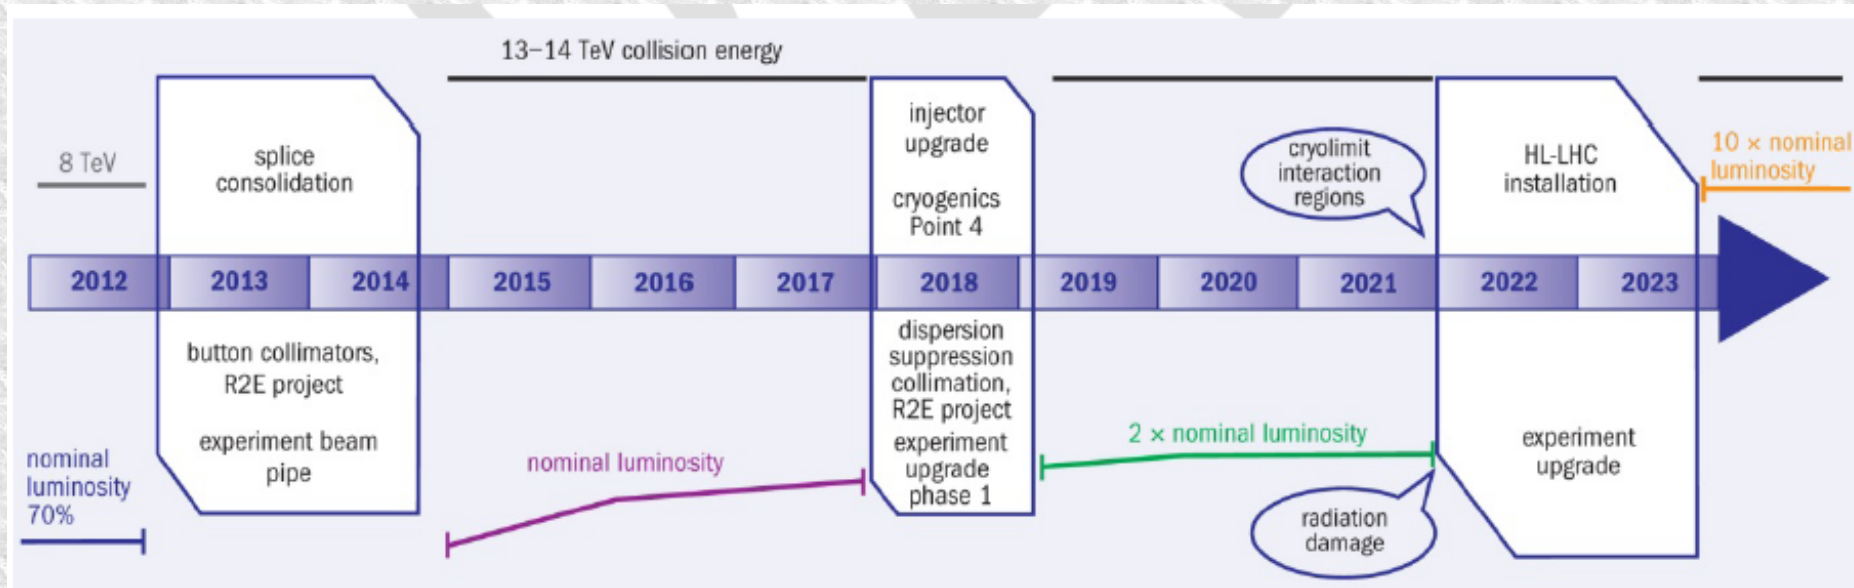 13–14 TeV collision energy
8 TeV
splice
consolidation
injector
upgrade
cryogenics
Point 4
cryolimit
interaction
regions
HL-LHC
installation
10 × nominal
luminosity
2012
2013
2014
2015
2016
2017
2018
2019
2020
2021
2022
2023
nominal
luminosity
70%
button collimators,
R2E project
experiment beam
pipe
nominal luminosity
dispersion
suppression
collimation,
R2E project
experiment
upgrade
phase 1
2 × nominal luminosity
radiation
damage
experiment
upgrade